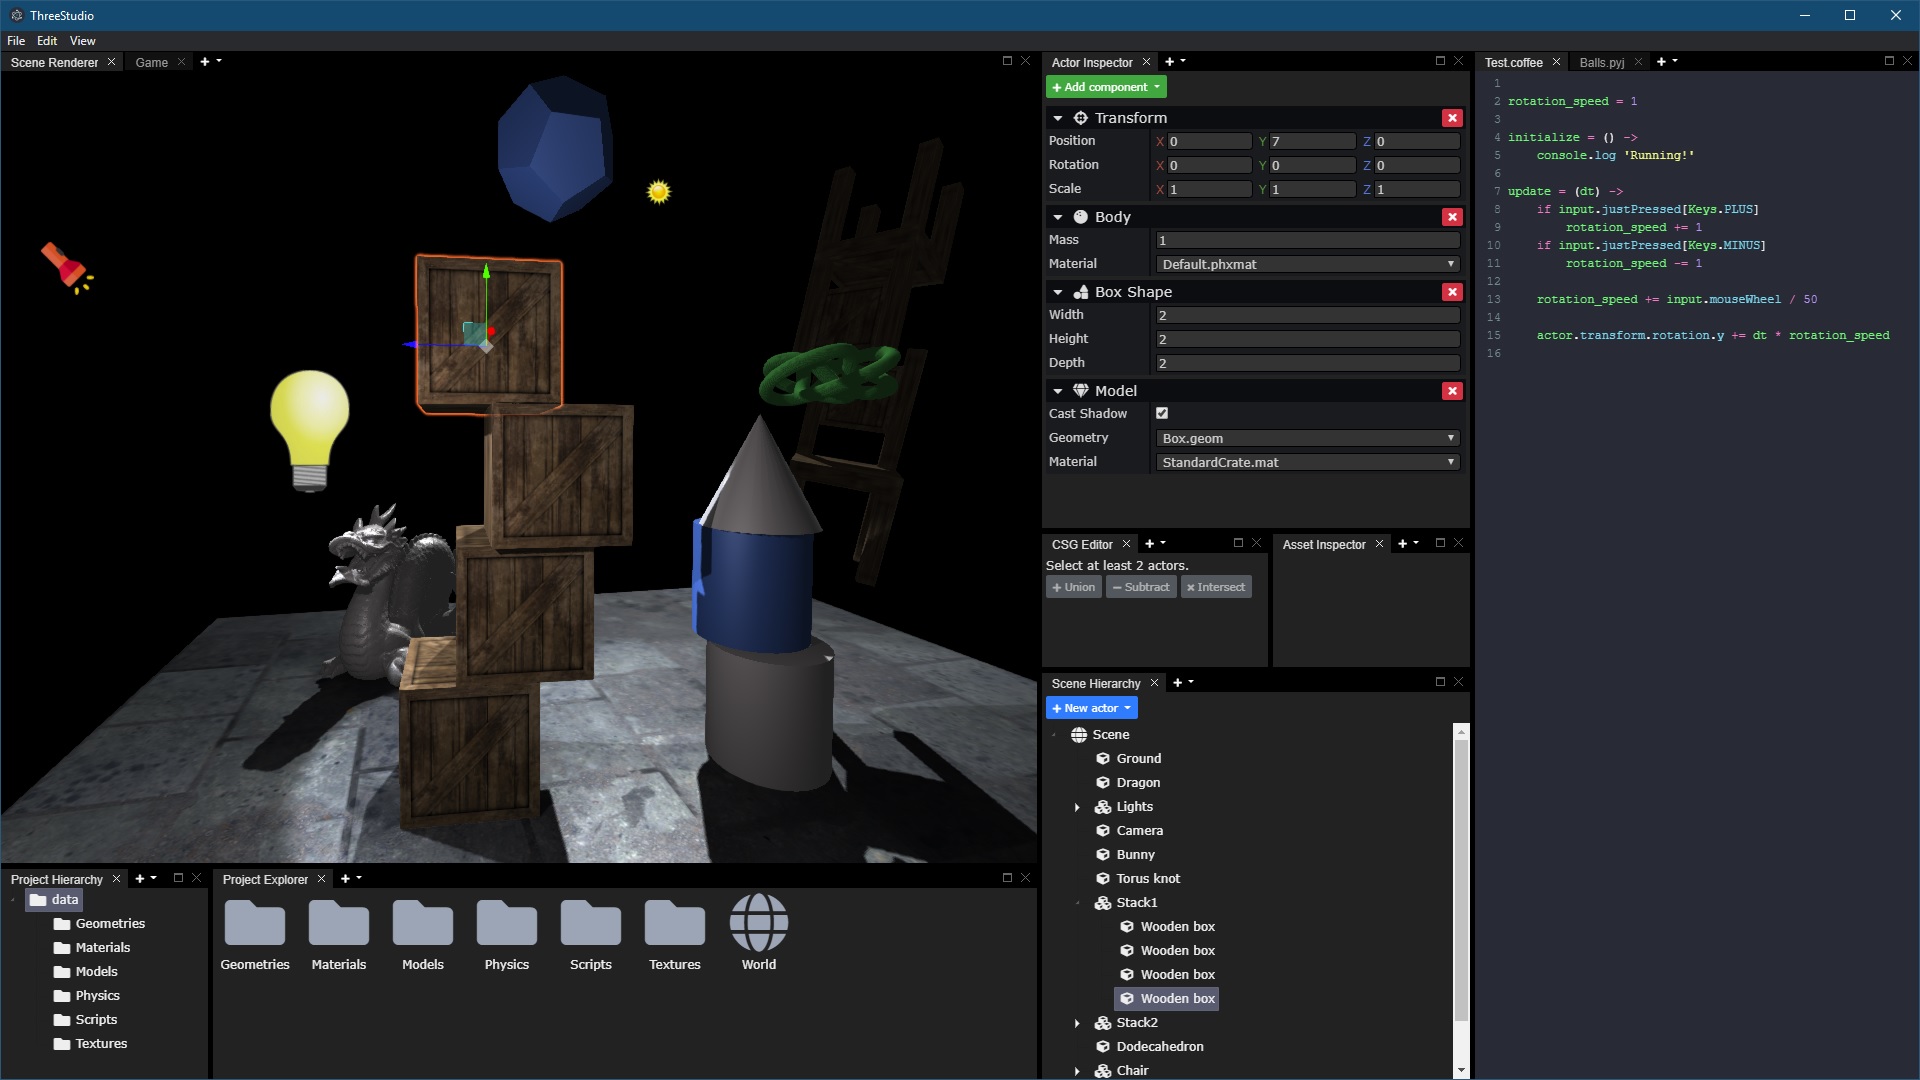 ThreeStudio
File Edit View
Scene Renderer
Game
Actor Inspector
Add component
Transform
Position X 0 Y 7 Z 0
Rotation X 0 Y 0 Z 0
Scale X 1 Y 1 Z 1
Body
Mass 1
Material Default.phxmat
Box Shape
Width 2
Height 2
Depth 2
Model
Cast Shadow
Geometry Box.geom
Material StandardCrate.mat
CSG Editor
Select at least 2 actors.
Union Subtract Intersect
Asset Inspector
Scene Hierarchy
New actor
Scene
Ground
Dragon
Lights
Camera
Bunny
Torus knot
Stack1
Wooden box
Wooden box
Wooden box
Wooden box
Stack2
Dodecahedron
Chair
Test.coffee
Balls.pyj
1
2 rotation_speed = 1
3
4 initialize = () ->
5 console.log 'Running!'
6
7 update = (dt) ->
8 if input.justPressed[Keys.PLUS]
9 rotation_speed += 1
10 if input.justPressed[Keys.MINUS]
11 rotation_speed -= 1
12
13 rotation_speed += input.mouseWheel / 50
14
15 actor.transform.rotation.y += dt * rotation_speed
16
Project Hierarchy
data
Geometries
Materials
Models
Physics
Scripts
Textures
Project Explorer
Geometries Materials Models Physics Scripts Textures World